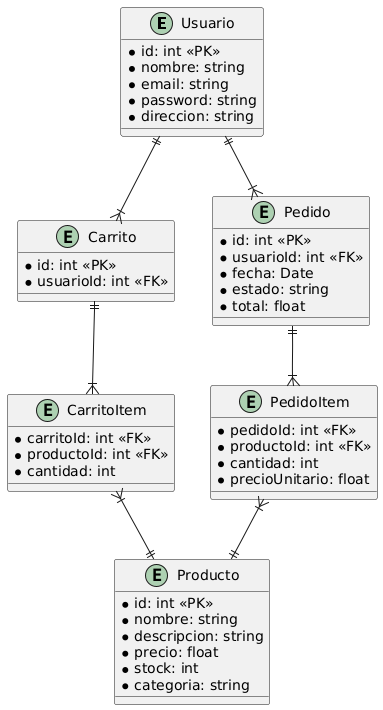 E Usuario
id: int «PK»
nombre: string
email: string
password: string
direccion: string
E Carrito
id: int «PK»
usuarioId: int «FK»
E Pedido
id: int «PK»
usuarioId: int «FK»
fecha: Date
estado: string
total: float
E CarritoItem
carritoId: int «FK»
productoId: int «FK»
cantidad: int
E PedidoItem
pedidoId: int «FK»
productoId: int «FK»
cantidad: int
precioUnitario: float
E Producto
id: int «PK»
nombre: string
descripcion: string
precio: float
stock: int
categoria: string